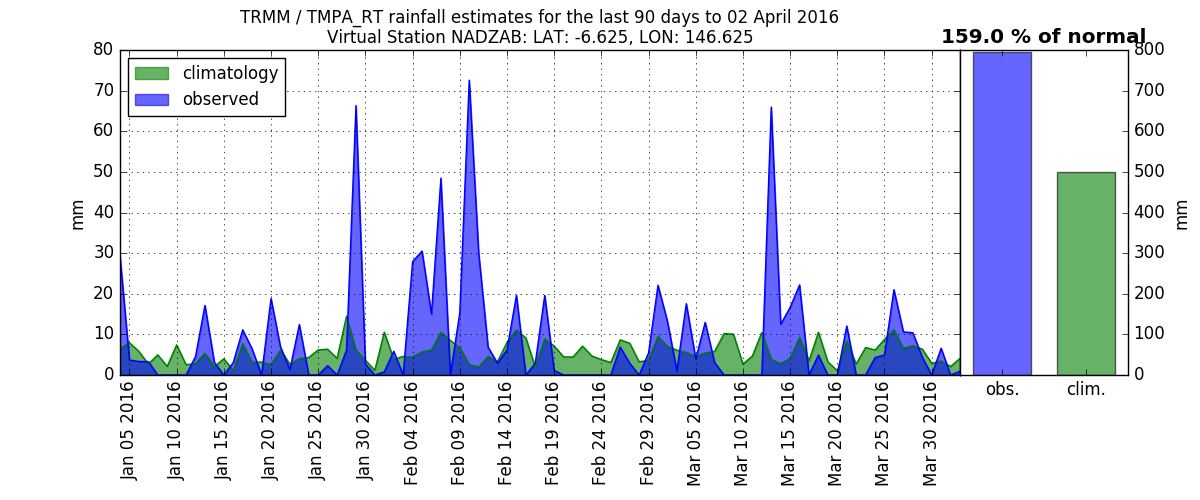 TRMM / TMPA_RT rainfall estimates for the last 90 days to 02 April 2016
Virtual Station NADZAB: LAT: -6.625, LON: 146.625
159.0 % of normal
climatology
observed
mm
80
70
60
50
40
30
20
10
0
Jan 05 2016
Jan 10 2016
Jan 15 2016
Jan 20 2016
Jan 25 2016
Jan 30 2016
Feb 04 2016
Feb 09 2016
Feb 14 2016
Feb 19 2016
Feb 24 2016
Feb 29 2016
Mar 05 2016
Mar 10 2016
Mar 15 2016
Mar 20 2016
Mar 25 2016
Mar 30 2016
800
700
600
500
400
300
200
100
0
mm
obs.
clim.